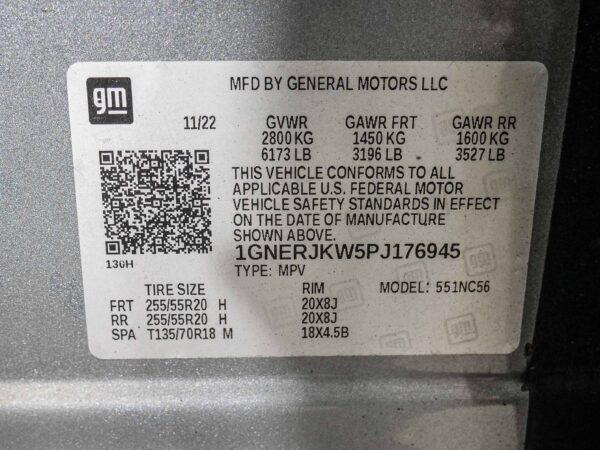 gm
MFD BY GENERAL MOTORS LLC
11/22 GVWR GAWR FRT GAWR RR
2800 KG 1450 KG 1600 KG
6173 LB 3196 LB 3527 LB
THIS VEHICLE CONFORMS TO ALL
APPLICABLE U.S. FEDERAL MOTOR
VEHICLE SAFETY STANDARDS IN EFFECT
ON THE DATE OF MANUFACTURE
SHOWN ABOVE.
136H
1GNERJKW5PJ176945
TYPE: MPV
TIRE SIZE RIM MODEL: 551NC56
FRT 255/55R20 H 20X8J
RR 255/55R20 H 20X8J
SPA T135/70R18 M 18X4.5B